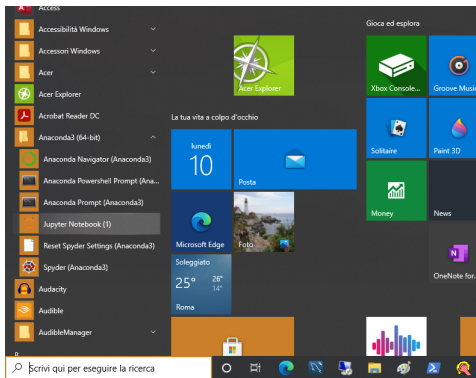 Access
Accessibilità Windows
Accessori Windows
Acer
Acer Explorer
Acrobat Reader DC
Anaconda3 (64-bit)
Anaconda Navigator (Anaconda3)
Anaconda Powershell Prompt (Ana...
Anaconda Prompt (Anaconda3)
Jupyter Notebook (1)
Reset Spyder Settings (Anaconda3)
Spyder (Anaconda3)
Audacity
Audible
AudibleManager
Acer Explorer
La tua vita a colpo d'occhio
lunedì
10
Posta
Microsoft Edge
Foto
Soleggiato
25°
26°
14°
Roma
Gioca ed esplora
Xbox Console...
Groove Music
Solitaire
Paint 3D
Money
News
OneNote for...
Scrivi qui per eseguire la ricerca